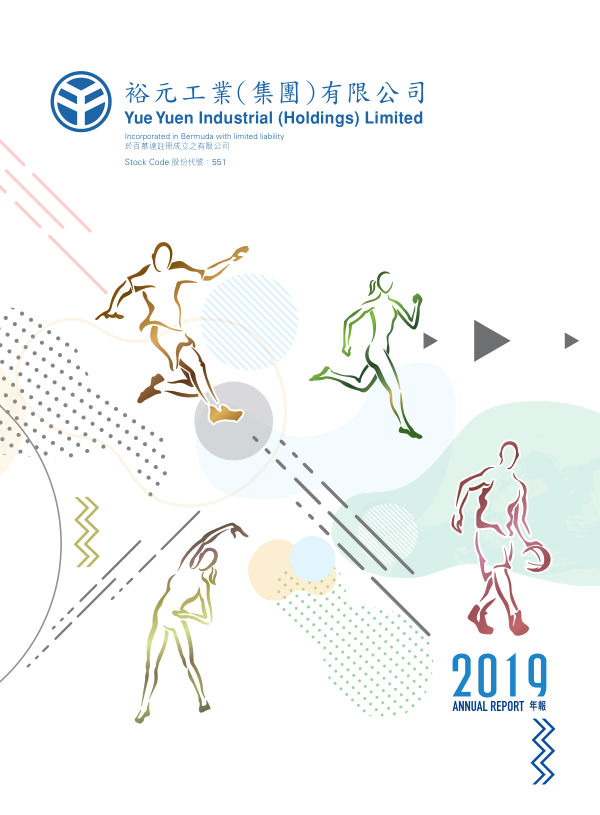 裕元工業(集團)有限公司
Yue Yuen Industrial (Holdings) Limited
Incorporated in Bermuda with limited liability
於百慕達註冊成立之有限公司
Stock Code 股份代號：551
2019
ANNUAL REPORT 年報